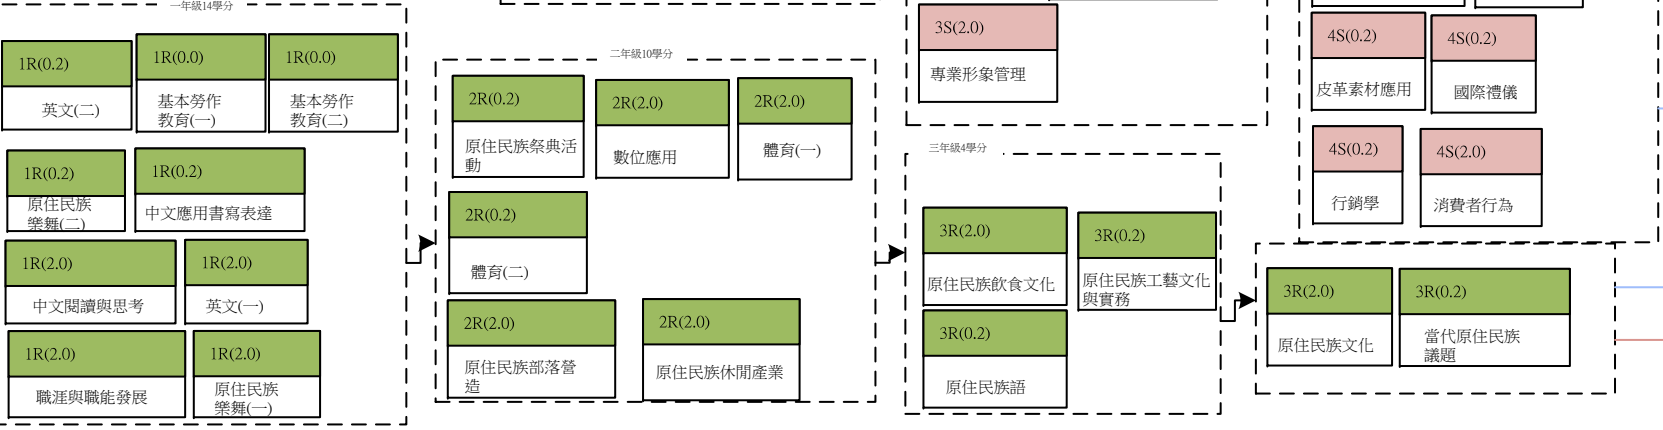 一年級14學分
1R(0.2)
英文(二)
1R(0.0)
基本勞作
教育(一)
1R(0.0)
基本勞作
教育(二)
1R(0.2)
原住民族
樂舞(二)
1R(0.2)
中文應用書寫表達
1R(2.0)
中文閱讀與思考
1R(2.0)
英文(一)
1R(2.0)
職涯與職能發展
1R(2.0)
原住民族
樂舞(一)
二年級10學分
2R(0.2)
原住民族祭典活
動
2R(2.0)
數位應用
2R(2.0)
體育(一)
2R(0.2)
體育(二)
2R(2.0)
原住民族部落營
造
2R(2.0)
原住民族休閒產業
3S(2.0)
專業形象管理
三年級4學分
3R(2.0)
原住民族飲食文化
3R(0.2)
原住民族工藝文化
與實務
3R(0.2)
原住民族語
4S(0.2)
皮革素材應用
4S(0.2)
國際禮儀
4S(0.2)
行銷學
4S(2.0)
消費者行為
3R(2.0)
原住民族文化
3R(0.2)
當代原住民族
議題